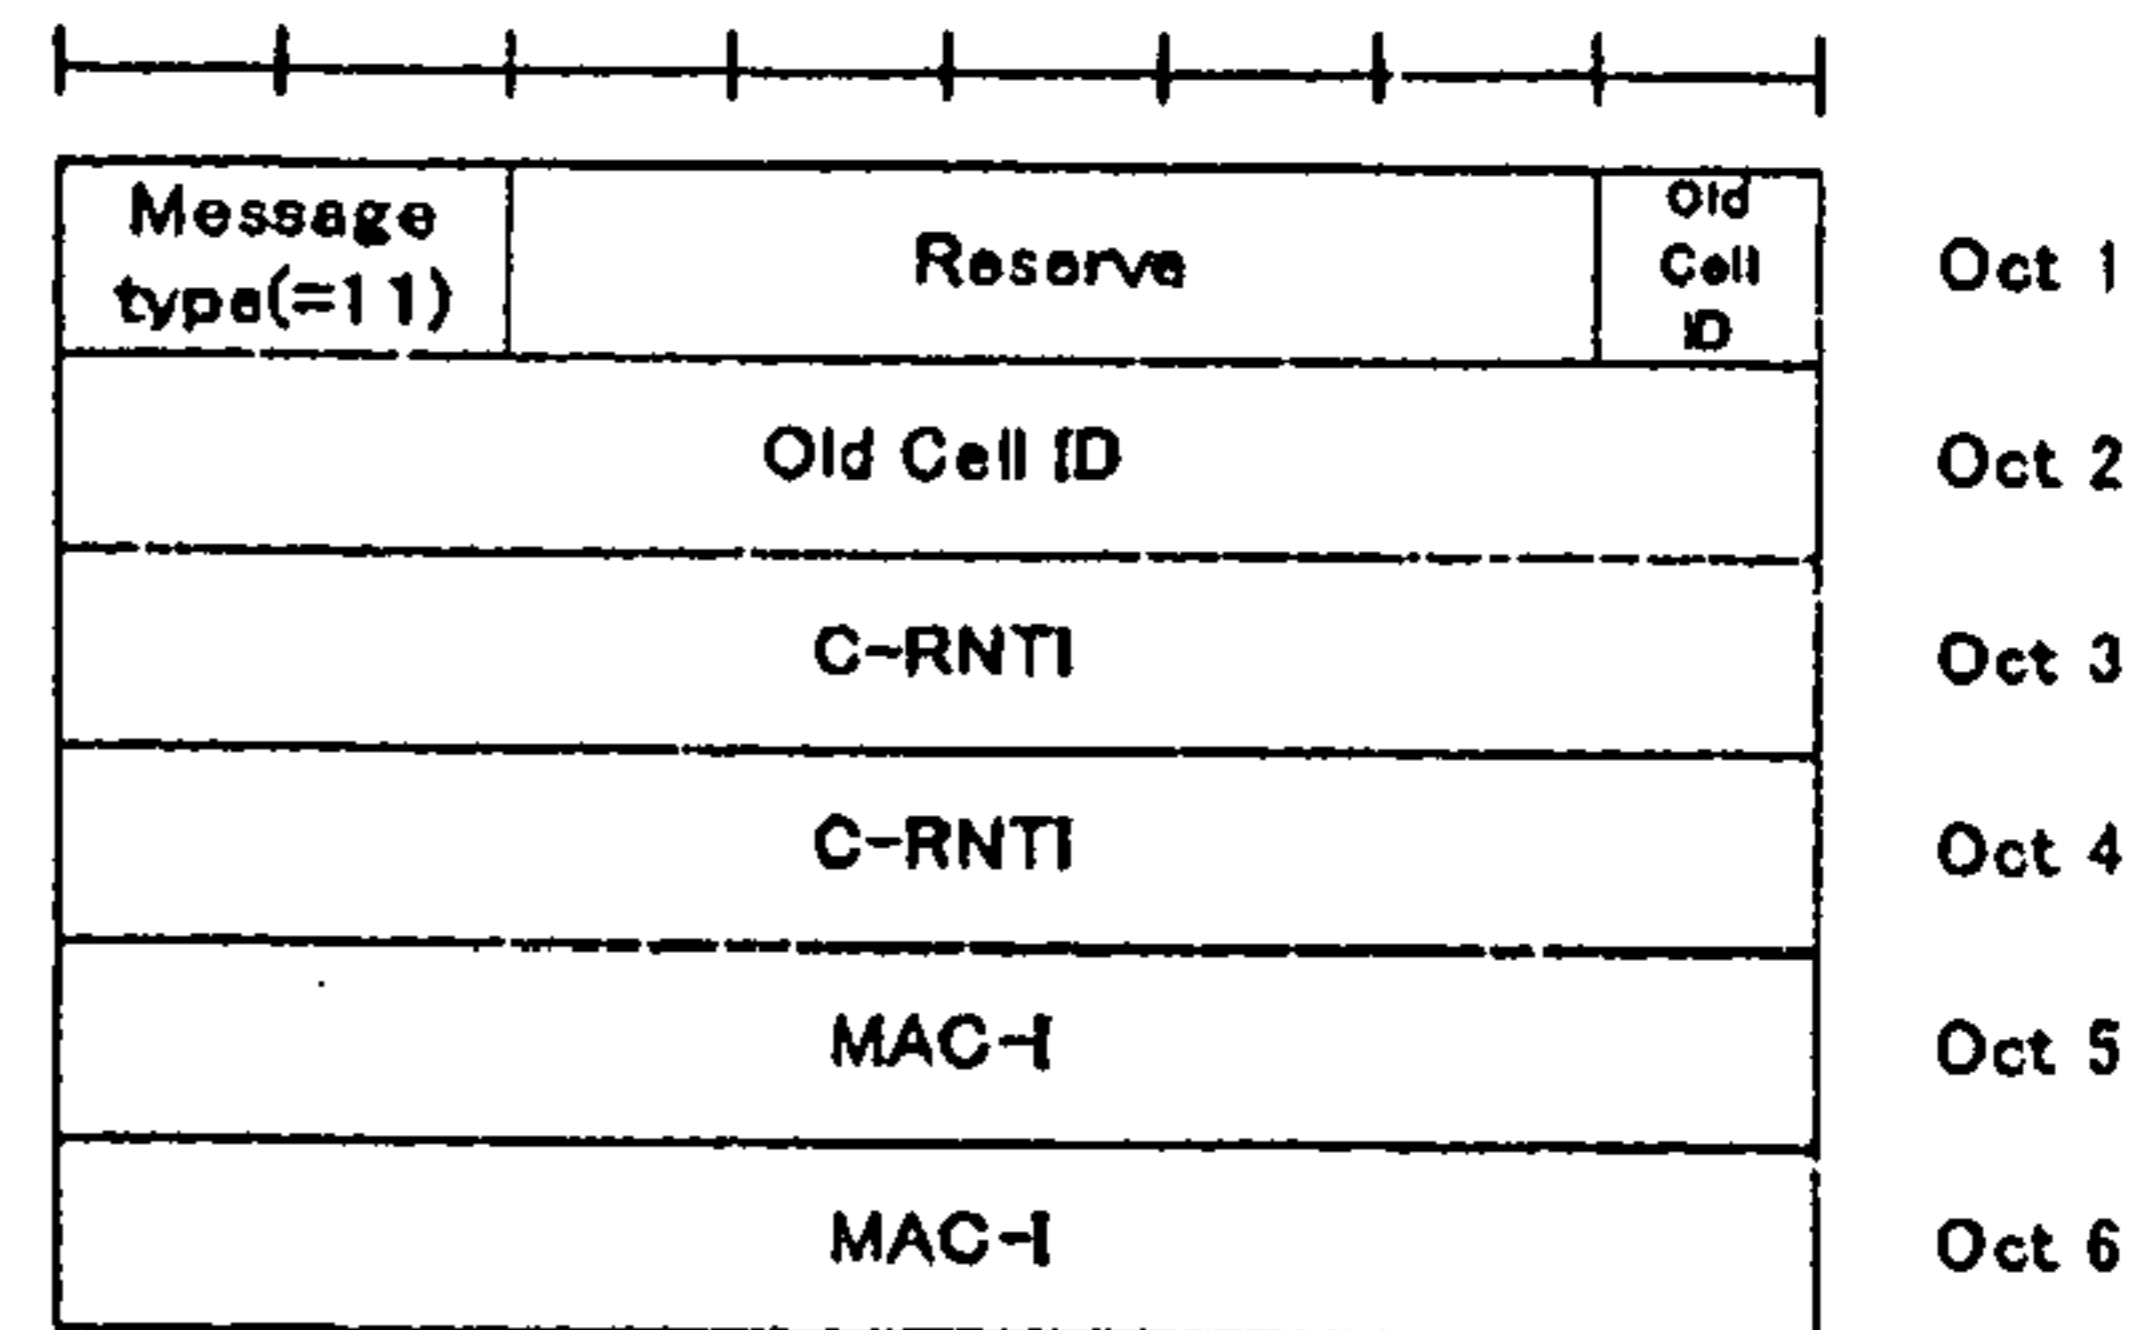 Message
type(=11)
Reserve
Old
Cell
ID
Oct 1
Old Cell ID
Oct 2
C-RNTI
Oct 3
C-RNTI
Oct 4
MAC-I
Oct 5
MAC-I
Oct 6